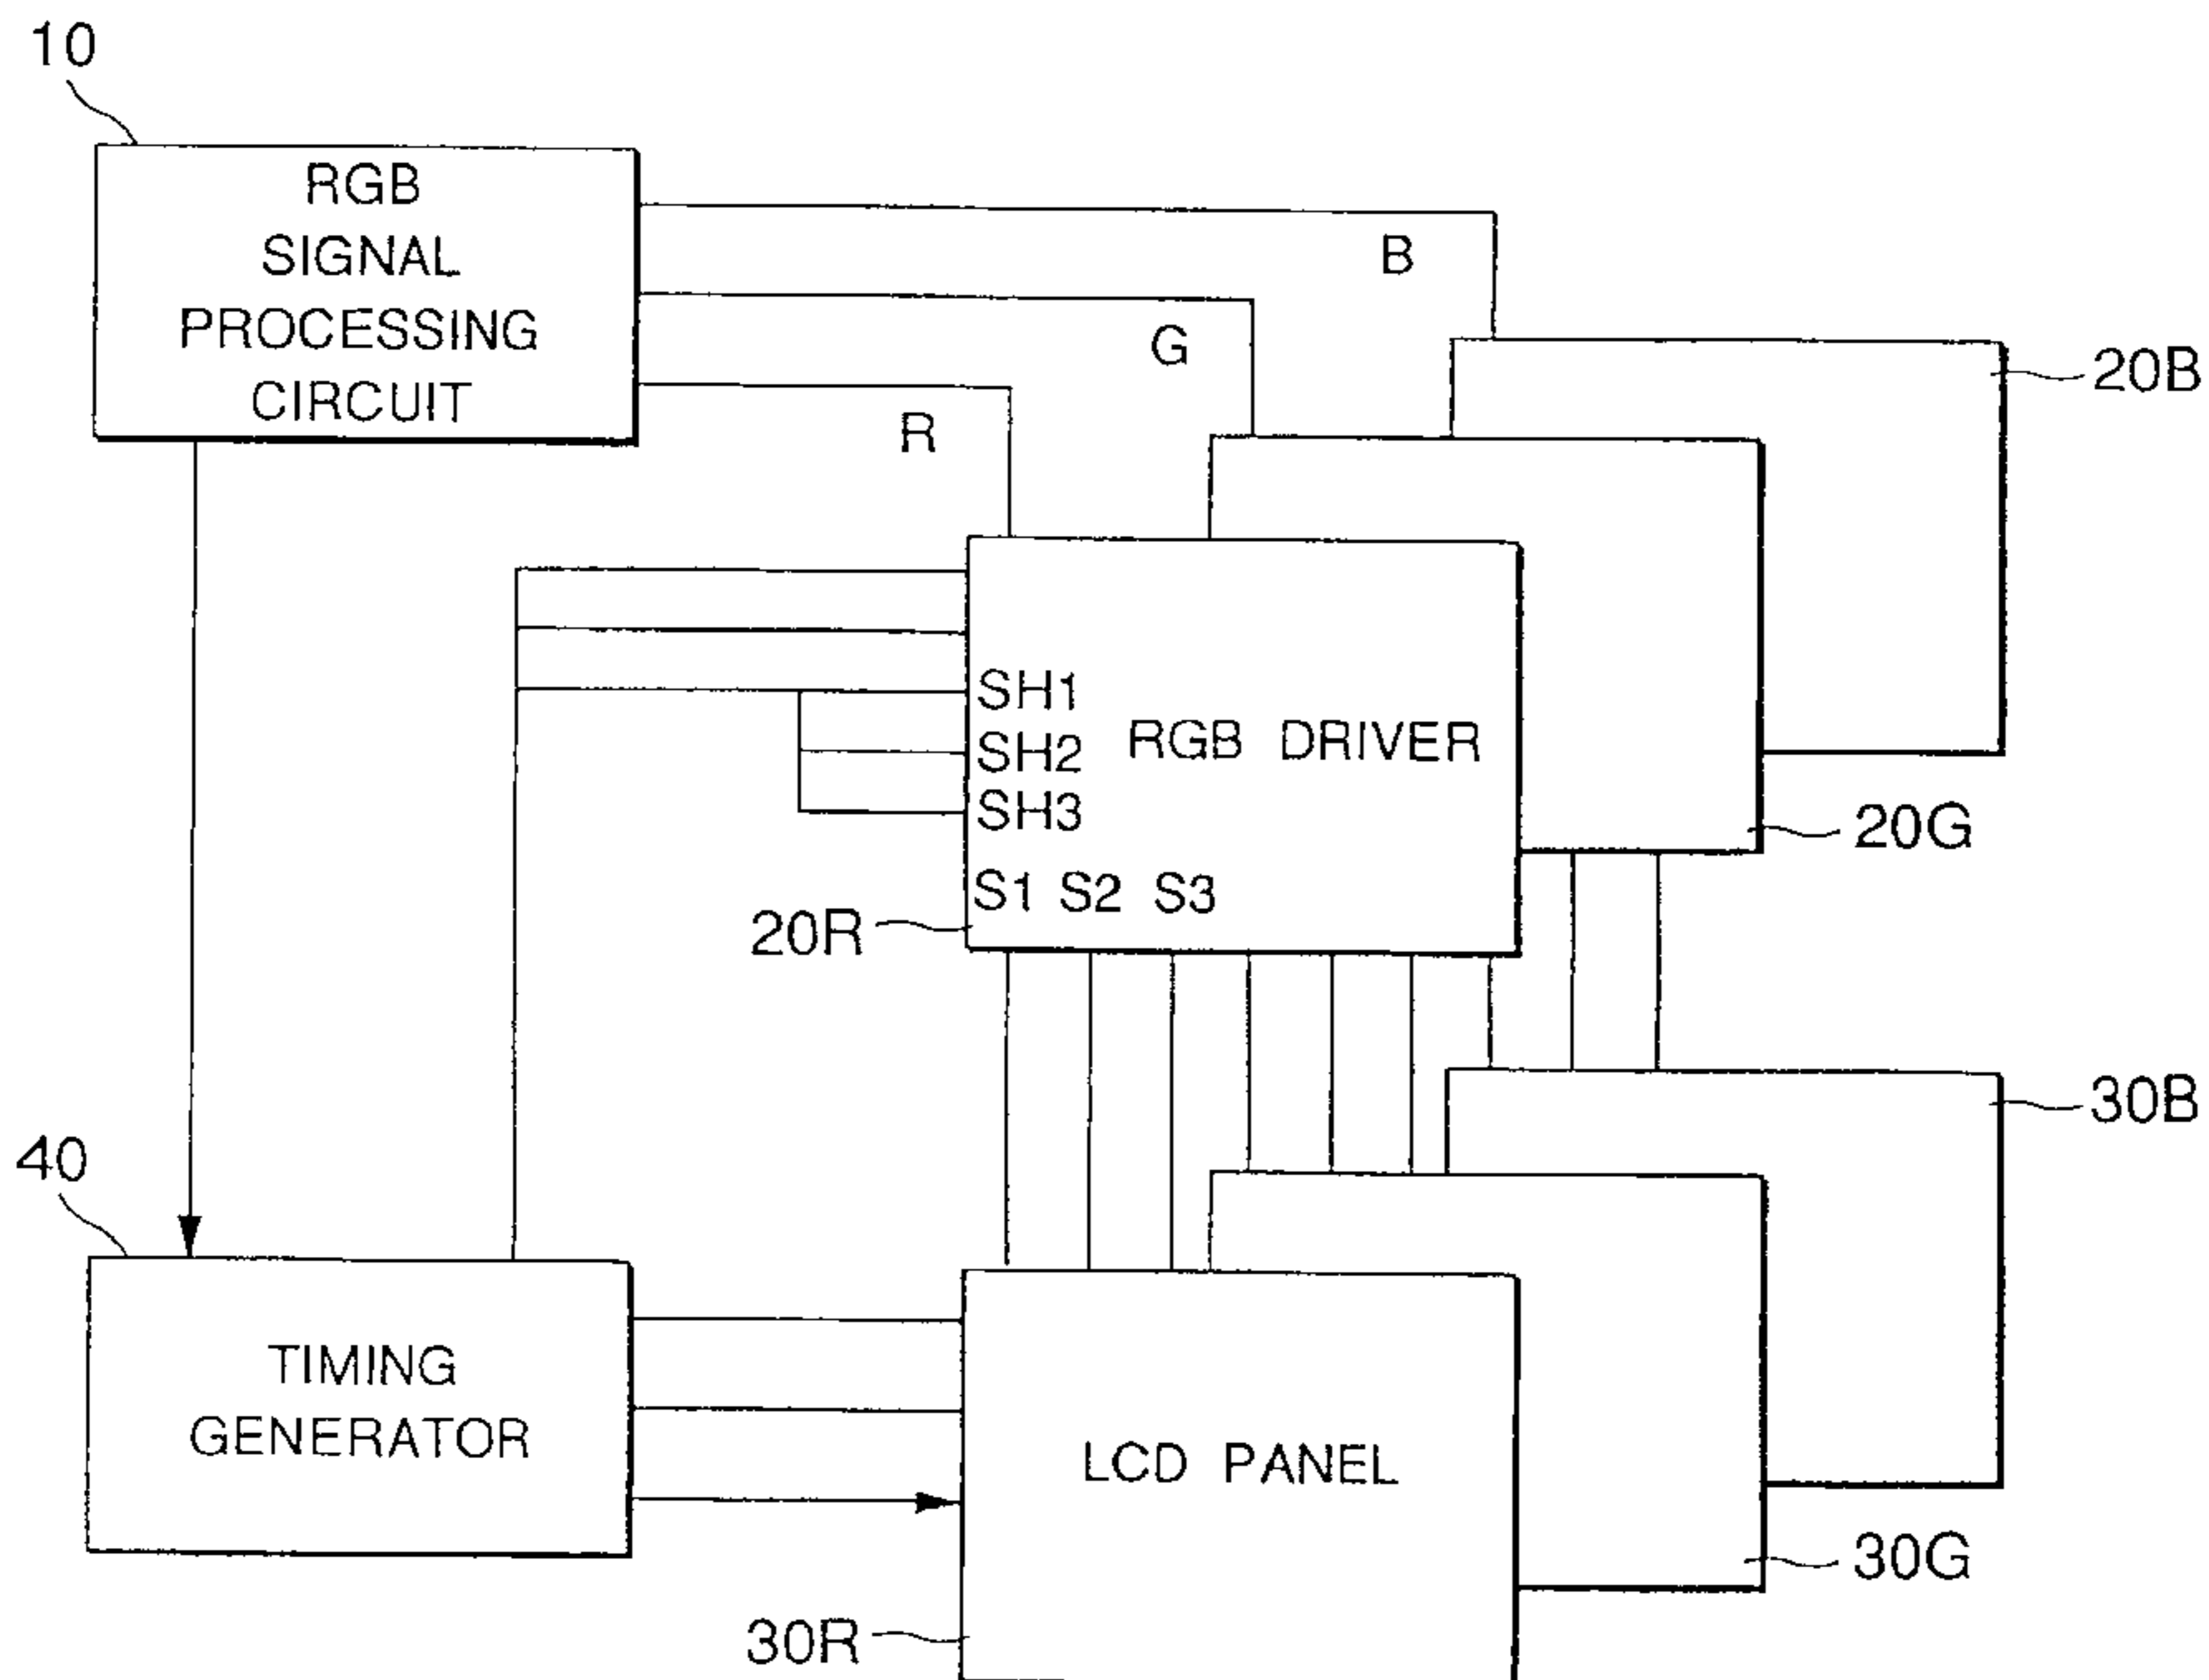 10
RGB
SIGNAL
PROCESSING
CIRCUIT
B
G
R
20B
SH1
SH2
SH3
RGB DRIVER
20G
S1 S2 S3
20R
30B
40
TIMING
GENERATOR
LCD PANEL
30G
30R